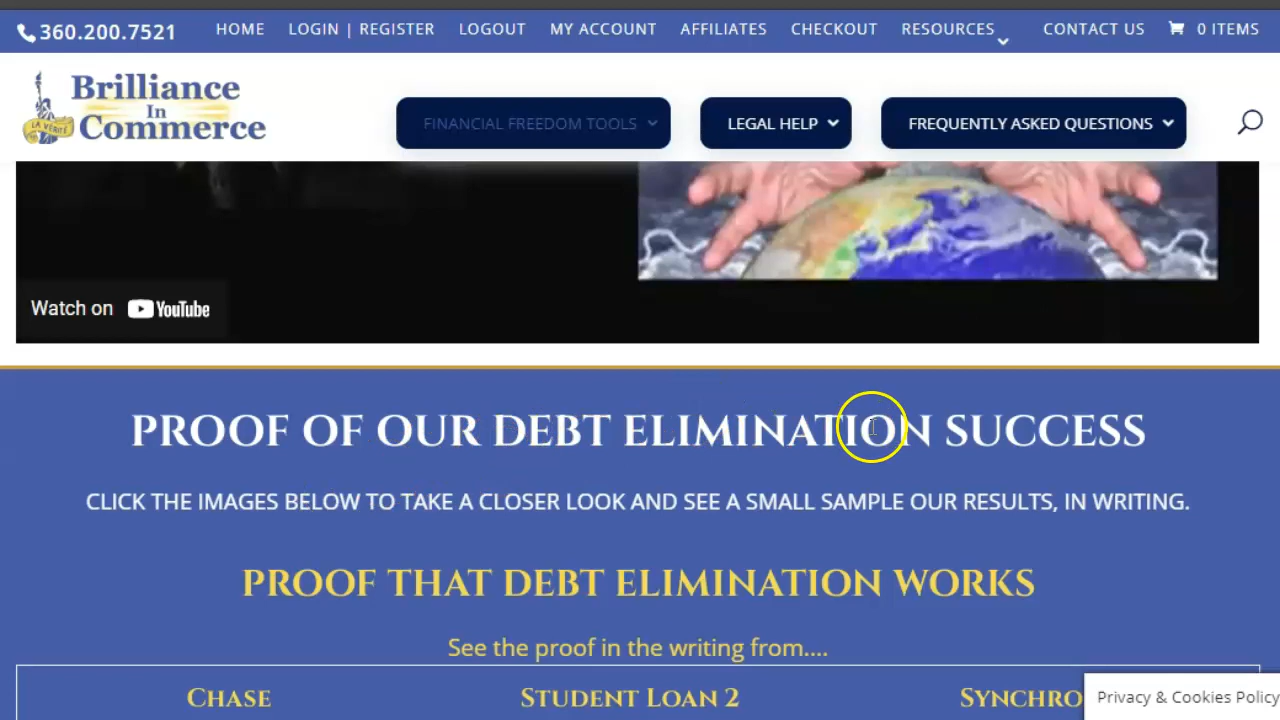 360.200.7521 HOME LOGIN | REGISTER LOGOUT MY ACCOUNT AFFILIATES CHECKOUT RESOURCES CONTACT US 0 ITEMS
Brilliance
In
Commerce
LA VERITE
FINANCIAL FREEDOM TOOLS LEGAL HELP FREQUENTLY ASKED QUESTIONS
Watch on YouTube
PROOF OF OUR DEBT ELIMINATION SUCCESS
CLICK THE IMAGES BELOW TO TAKE A CLOSER LOOK AND SEE A SMALL SAMPLE OUR RESULTS, IN WRITING.
PROOF THAT DEBT ELIMINATION WORKS
See the proof in the writing from....
CHASE STUDENT LOAN 2 SYNCHRO
Privacy & Cookies Policy